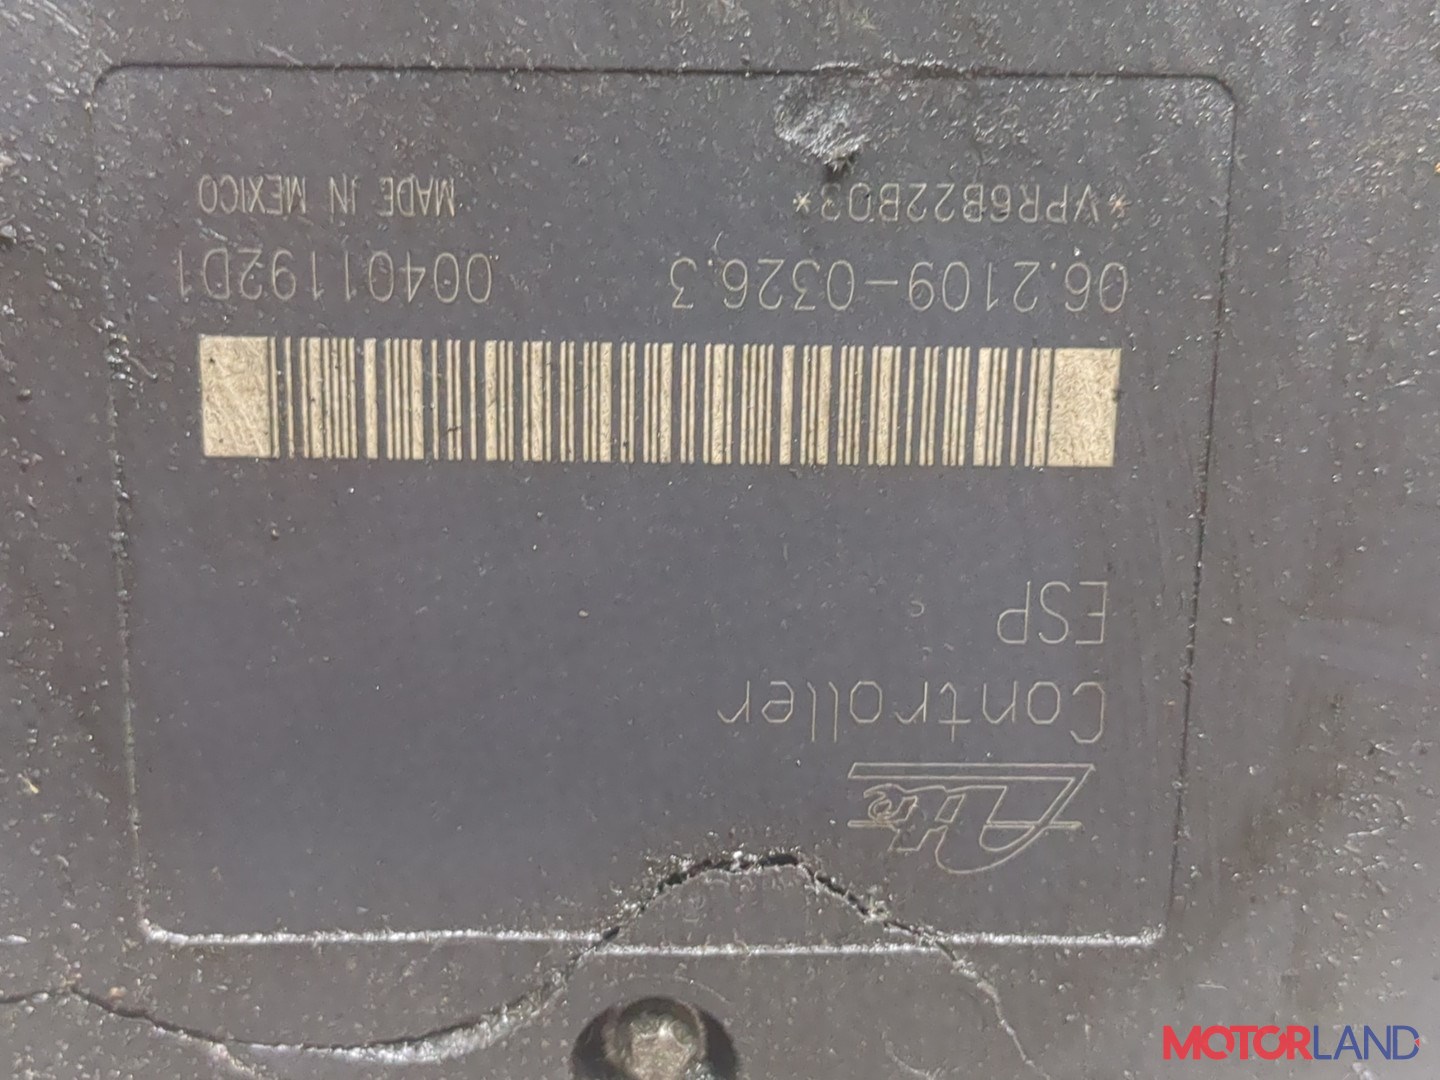 Ate
Controller
ESP
06.2109-0326.3 00401192D1
*VPR6B22B03* MADE IN MEXICO
MOTORLAND